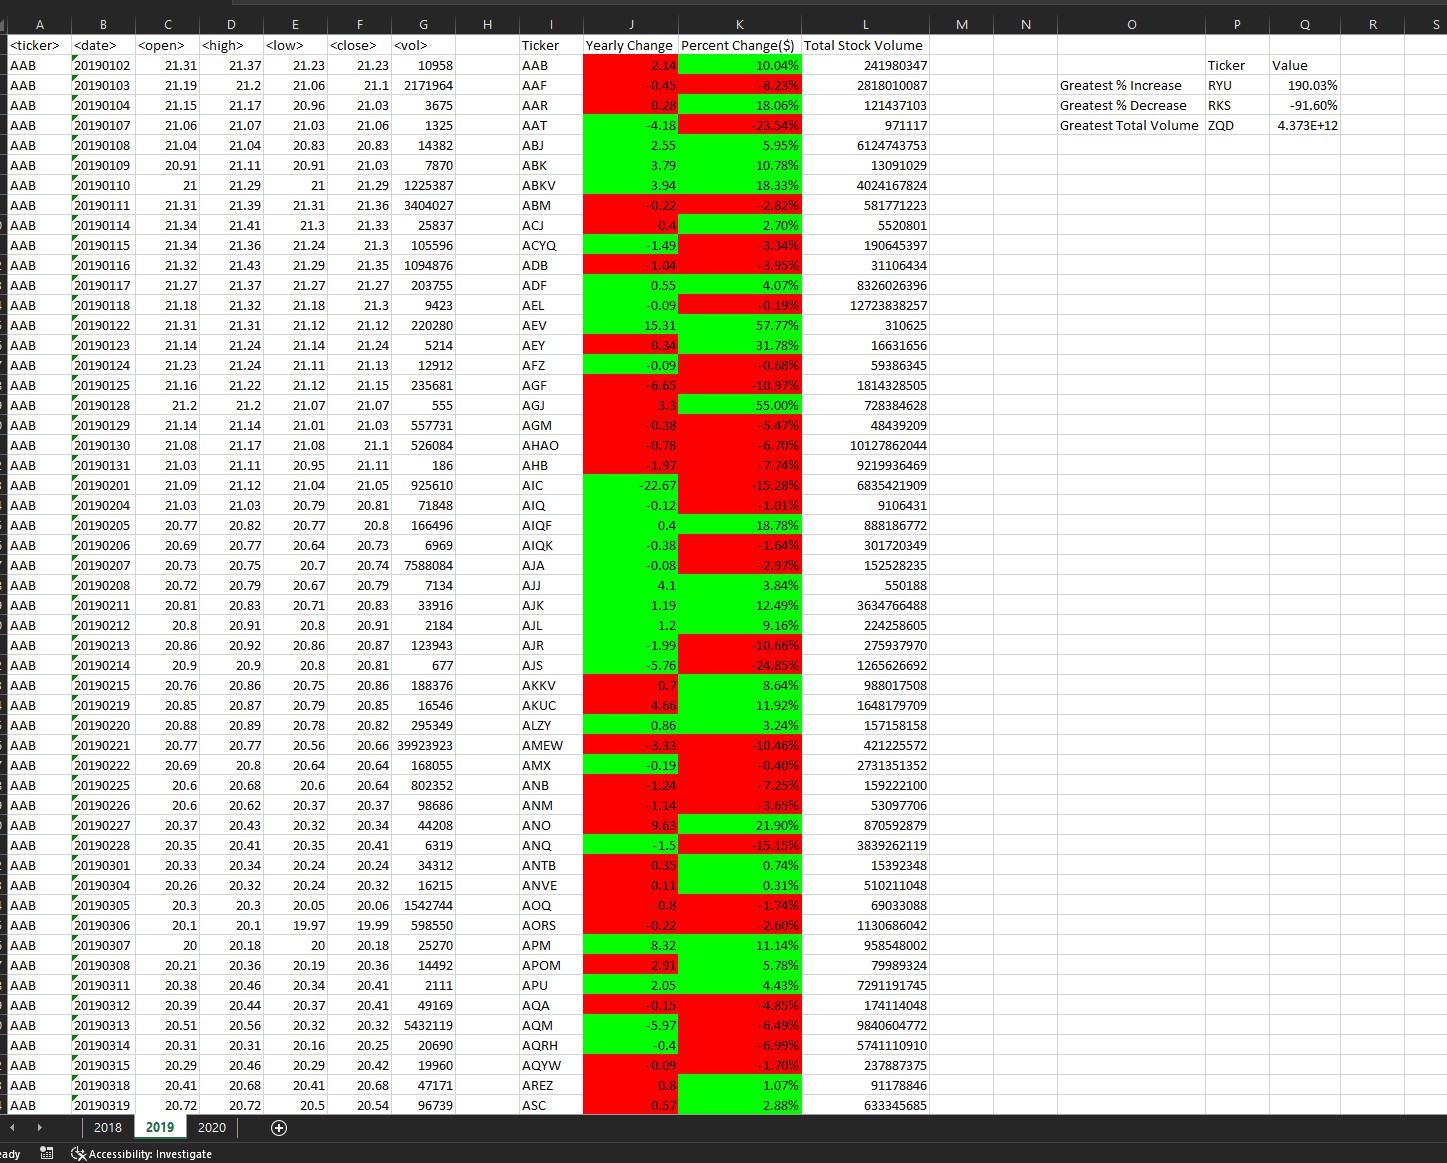 A B C D E F G H I J K L M N O P Q R S
<ticker> <date> <open> <high> <low> <close> <vol> Ticker Yearly Change Percent Change($) Total Stock Volume
AAB 20190102 21.31 21.37 21.23 21.23 10958 AAB 2.14 10.04% 241980347 Ticker Value
AAB 20190103 21.19 21.2 21.06 21.1 2171964 AAF -0.45 -8.23% 2818010087 Greatest % Increase RYU 190.03%
AAB 20190104 21.15 21.17 20.96 21.03 3675 AAR 0.28 18.06% 121437103 Greatest % Decrease RKS -91.60%
AAB 20190107 21.06 21.07 21.03 21.06 1325 AAT -4.18 -23.54% 971117 Greatest Total Volume ZQD 4.373E+12
AAB 20190108 21.04 21.04 20.83 20.83 14382 ABJ 2.55 5.95% 6124743753
AAB 20190109 20.91 21.11 20.91 21.03 7870 ABK 3.79 10.78% 13091029
AAB 20190110 21 21.29 21 21.29 1225387 ABKV 3.94 18.33% 4024167824
AAB 20190111 21.31 21.39 21.31 21.36 3404027 ABM -0.22 -2.82% 581771223
AAB 20190114 21.34 21.41 21.3 21.33 25837 ACJ 0.4 2.70% 5520801
AAB 20190115 21.34 21.36 21.24 21.3 105596 ACYQ -1.49 -3.34% 190645397
AAB 20190116 21.32 21.43 21.29 21.35 1094876 ADB -1.04 -3.95% 31106434
AAB 20190117 21.27 21.37 21.27 21.27 203755 ADF 0.55 4.07% 8326026396
AAB 20190118 21.18 21.32 21.18 21.3 9423 AEL -0.09 -0.19% 12723838257
AAB 20190122 21.31 21.31 21.12 21.12 220280 AEV 15.31 57.77% 310625
AAB 20190123 21.14 21.24 21.14 21.24 5214 AEY 0.34 31.78% 16631656
AAB 20190124 21.23 21.24 21.11 21.13 12912 AFZ -0.09 -0.68% 59386345
AAB 20190125 21.16 21.22 21.12 21.15 235681 AGF -6.65 -10.97% 1814328505
AAB 20190128 21.2 21.2 21.07 21.07 555 AGJ 3.3 55.00% 728384628
AAB 20190129 21.14 21.14 21.01 21.03 557731 AGM -0.38 -5.47% 48439209
AAB 20190130 21.08 21.17 21.08 21.1 526084 AHAO -0.78 -6.70% 10127862044
AAB 20190131 21.03 21.11 20.95 21.11 186 AHB -1.97 -7.74% 9219936469
AAB 20190201 21.09 21.12 21.04 21.05 925610 AIC -22.67 -15.28% 6835421909
AAB 20190204 21.03 21.03 20.79 20.81 71848 AIQ -0.12 -1.01% 9106431
AAB 20190205 20.77 20.82 20.77 20.8 166496 AIQF 0.4 18.78% 888186772
AAB 20190206 20.69 20.77 20.64 20.73 6969 AIQK -0.38 -1.64% 301720349
AAB 20190207 20.73 20.75 20.7 20.74 7588084 AJA -0.08 -2.97% 152528235
AAB 20190208 20.72 20.79 20.67 20.79 7134 AJJ 4.1 3.84% 550188
AAB 20190211 20.81 20.83 20.71 20.83 33916 AJK 1.19 12.49% 3634766488
AAB 20190212 20.8 20.91 20.8 20.91 2184 AJL 1.2 9.16% 224258605
AAB 20190213 20.86 20.92 20.86 20.87 123943 AJR -1.99 -10.66% 275937970
AAB 20190214 20.9 20.9 20.8 20.81 677 AJS -5.76 -24.85% 1265626692
AAB 20190215 20.76 20.86 20.75 20.86 188376 AKKV 0.7 8.64% 988017508
AAB 20190219 20.85 20.87 20.79 20.85 16546 AKUC 4.66 11.92% 1648179709
AAB 20190220 20.88 20.89 20.78 20.82 295349 ALZY 0.86 3.24% 157158158
AAB 20190221 20.77 20.77 20.56 20.66 39923923 AMEW -3.33 -10.46% 421225572
AAB 20190222 20.69 20.8 20.64 20.64 168055 AMX -0.19 -0.40% 2731351352
AAB 20190225 20.6 20.68 20.6 20.64 802352 ANB -1.24 -7.25% 159222100
AAB 20190226 20.6 20.62 20.37 20.37 98686 ANM -1.14 -3.65% 53097706
AAB 20190227 20.37 20.43 20.32 20.34 44208 ANO 9.63 21.90% 870592879
AAB 20190228 20.35 20.41 20.35 20.41 6319 ANQ -1.5 -15.15% 3839262119
AAB 20190301 20.33 20.34 20.24 20.24 34312 ANTB 0.35 0.74% 15392348
AAB 20190304 20.26 20.32 20.24 20.32 16215 ANVE 0.11 0.31% 510211048
AAB 20190305 20.3 20.3 20.05 20.06 1542744 AOQ -0.8 -1.74% 69033088
AAB 20190306 20.1 20.1 19.97 19.99 598550 AORS -0.22 -2.60% 1130686042
AAB 20190307 20 20.18 20 20.18 25270 APM 8.32 11.14% 958548002
AAB 20190308 20.21 20.36 20.19 20.36 14492 APOM 2.91 5.78% 79989324
AAB 20190311 20.38 20.46 20.34 20.41 2111 APU 2.05 4.43% 7291191745
AAB 20190312 20.39 20.44 20.37 20.41 49169 AQA -0.15 -4.85% 174114048
AAB 20190313 20.51 20.56 20.32 20.32 5432119 AQM -5.97 -6.49% 9840604772
AAB 20190314 20.31 20.31 20.16 20.25 20690 AQRH -0.4 -6.99% 5741110910
AAB 20190315 20.29 20.46 20.29 20.42 19960 AQYW -0.09 -1.70% 237887375
AAB 20190318 20.41 20.68 20.41 20.68 47171 AREZ 0.8 1.07% 91178846
AAB 20190319 20.72 20.72 20.5 20.54 96739 ASC 0.57 2.88% 633345685
2018 2019 2020
eady Accessibility: Investigate